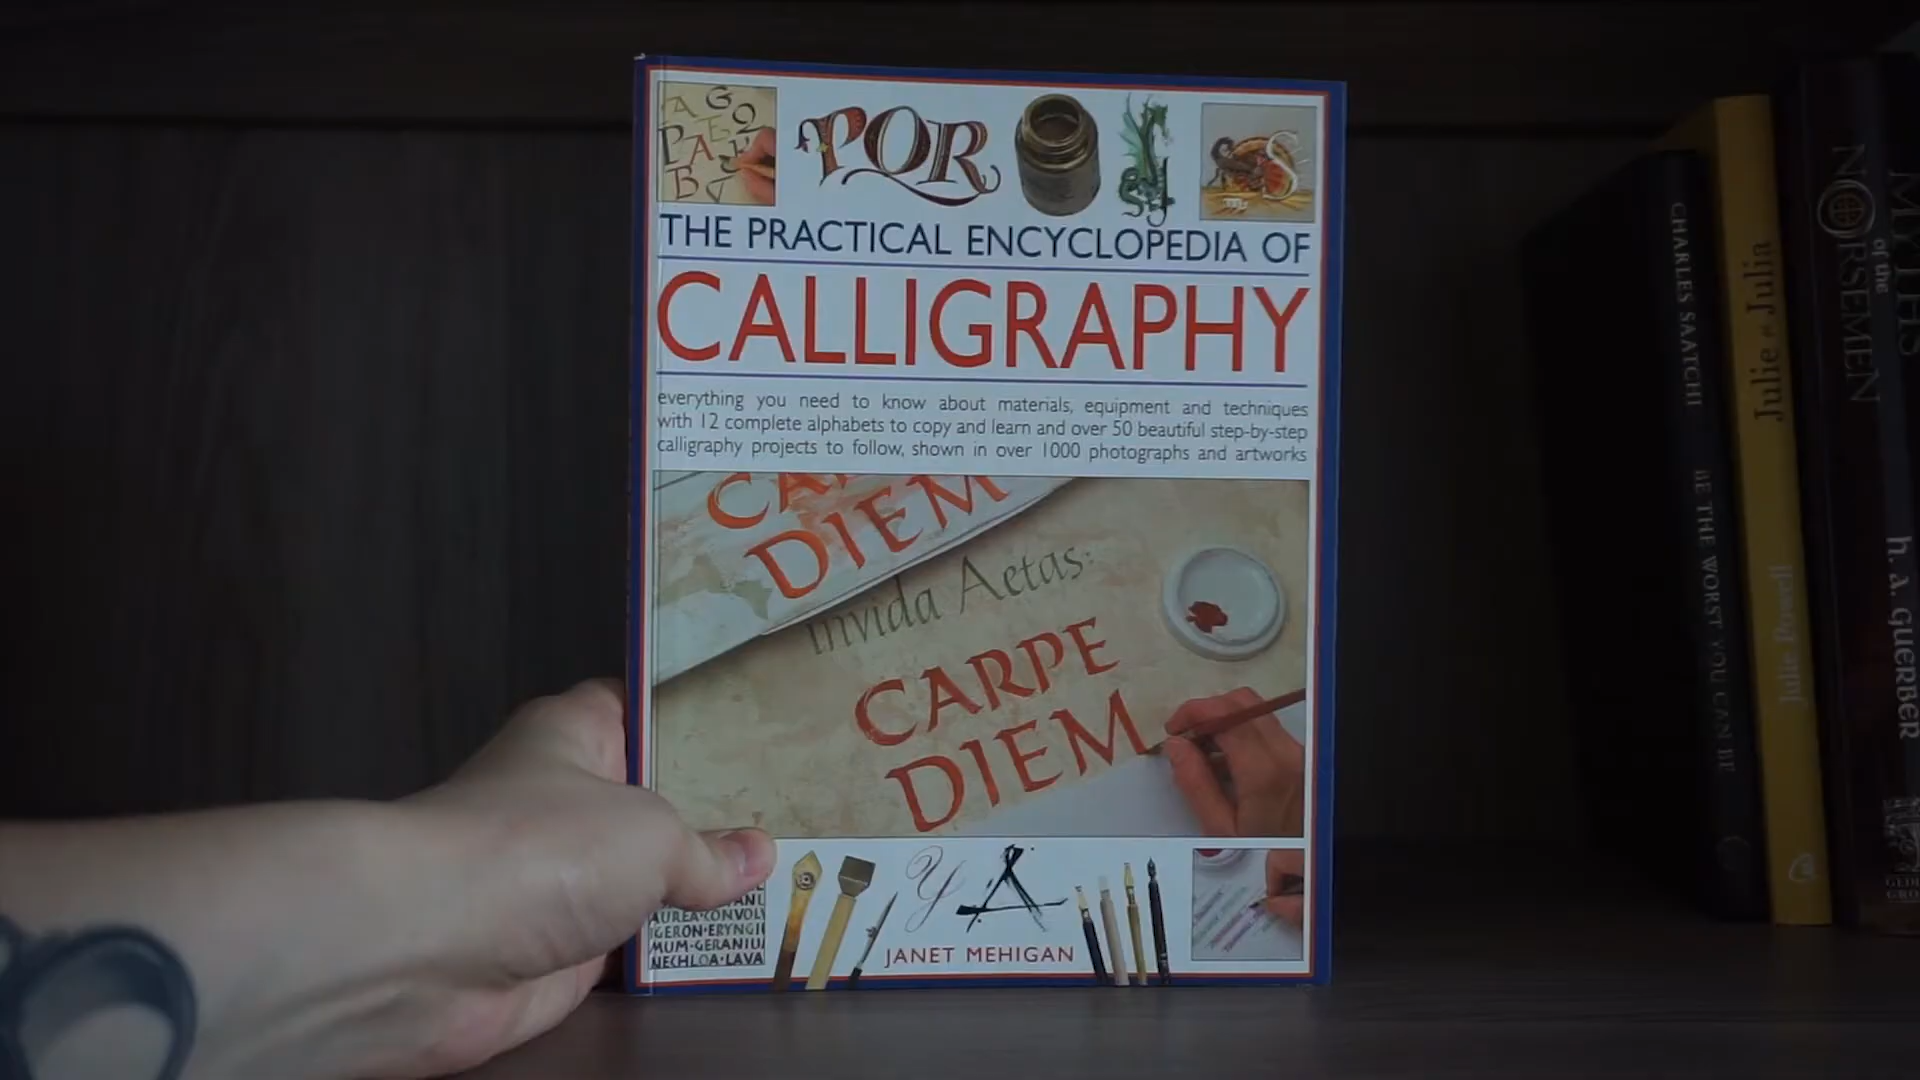 A G
Q
P A E
B
PQR
S
THE PRACTICAL ENCYCLOPEDIA OF
CALLIGRAPHY
everything you need to know about materials, equipment and techniques
with 12 complete alphabets to copy and learn and over 50 beautiful step-by-step
calligraphy projects to follow, shown in over 1000 photographs and artworks
DIEM
invida Aetas:
CARPE
DIEM
y A
AUREA·CONVOLV
GERON·ERYNGII
MUM·GERANIU
NECHLOA·LAVA
JANET MEHIGAN
CHARLES SAATCHI
BE THE WORST YOU CAN BE
Julie et Julia
Julie Powell
MYTHS
of the
NORSEMEN
h. a. GUERBER